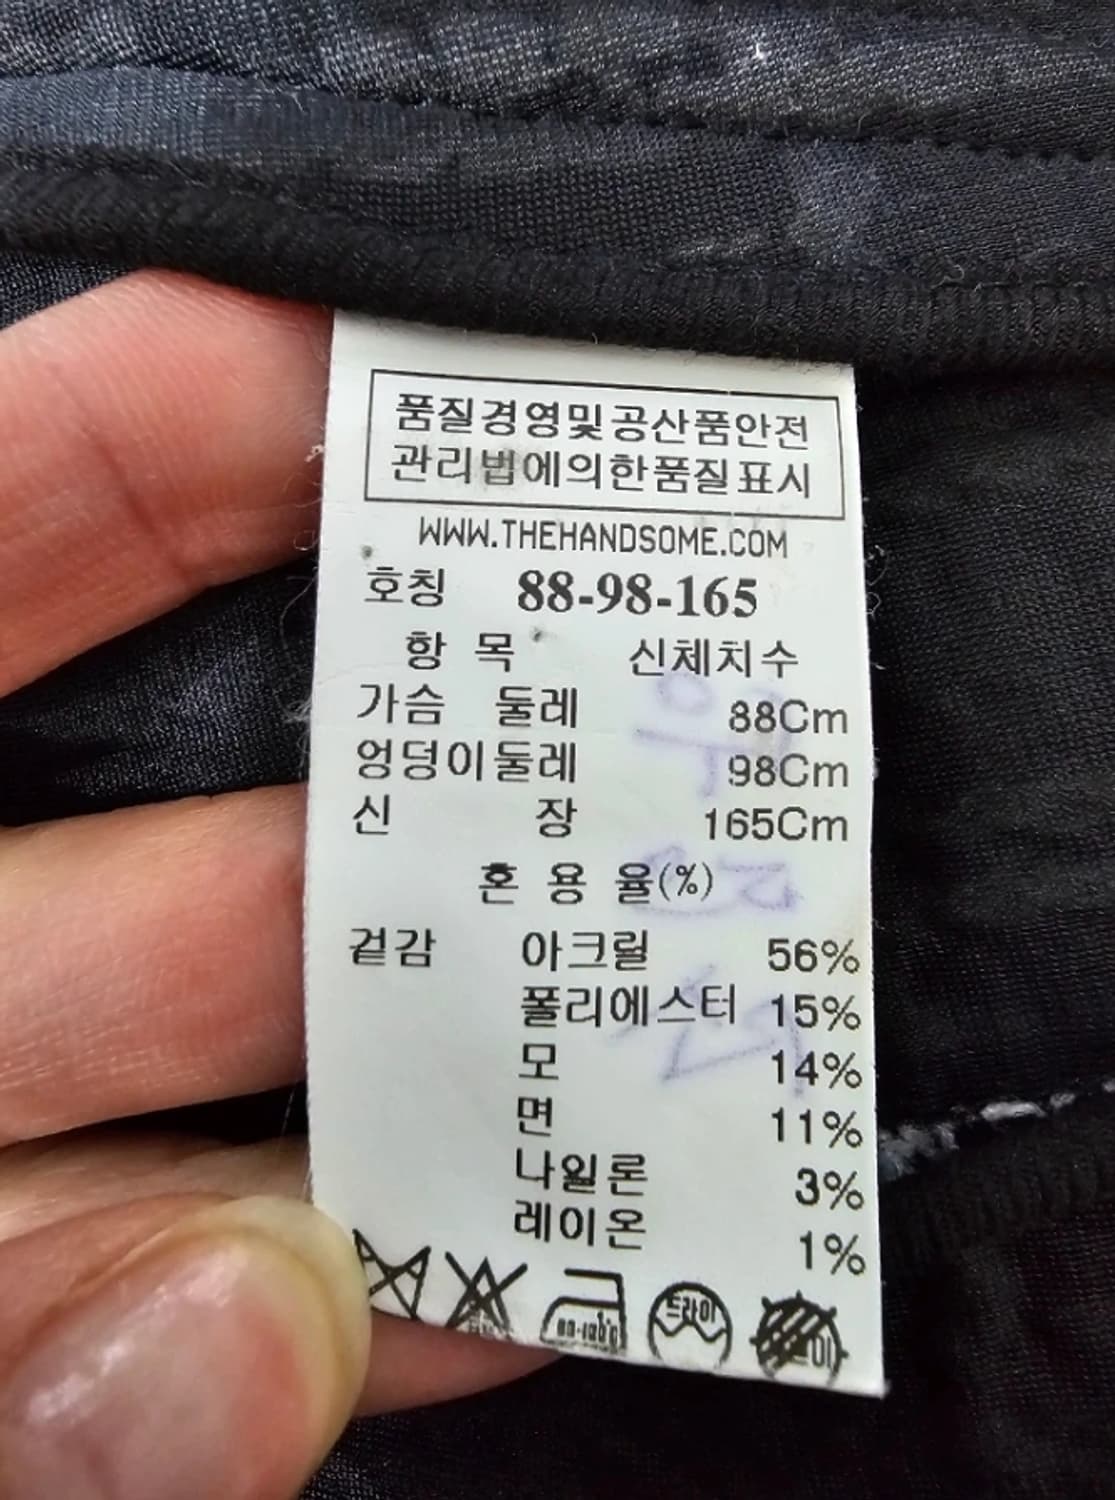 품질경영및공산품안전
관리법에의한품질표시
WWW.THEHANDSOME.COM
호칭 88-98-165
항 목 신체치수
가슴 둘레 88Cm
엉덩이둘레 98Cm
신 장 165Cm
혼 용 율(%)
겉감 아크릴 56%
폴리에스터 15%
모 14%
면 11%
나일론 3%
레이온 1%
드라이